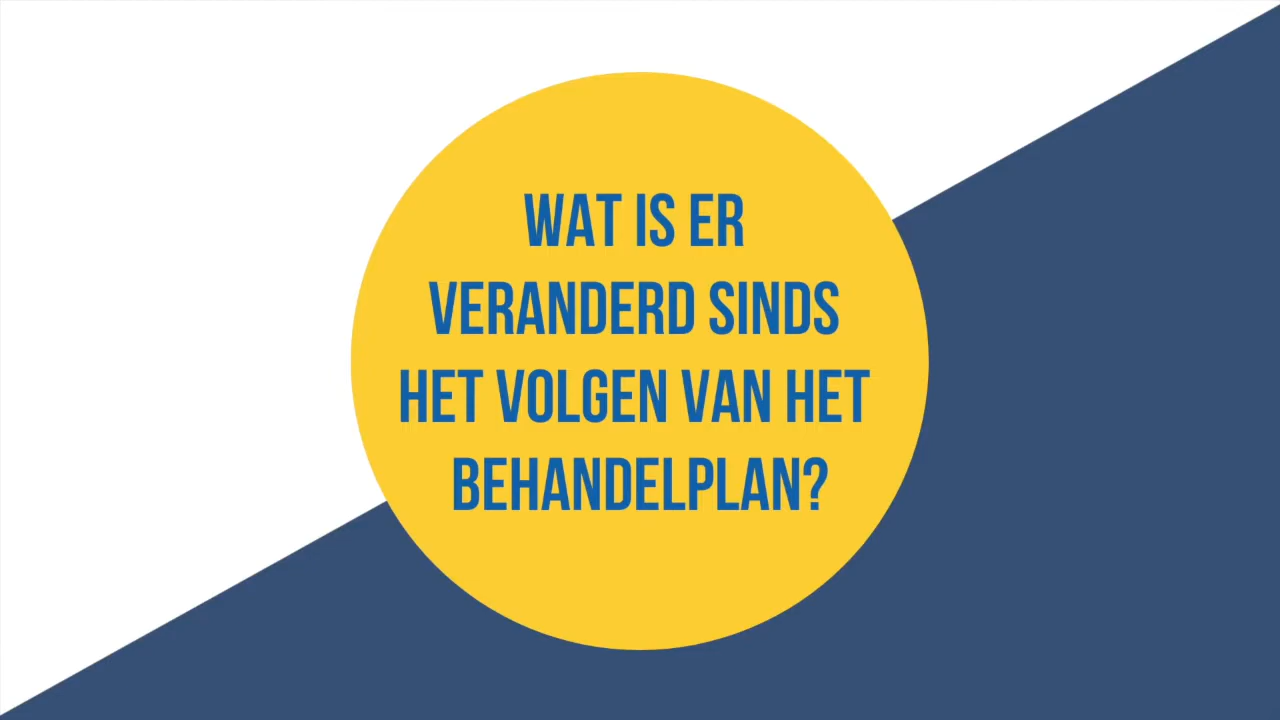 WAT IS ER
VERANDERD SINDS
HET VOLGEN VAN HET
BEHANDELPLAN?